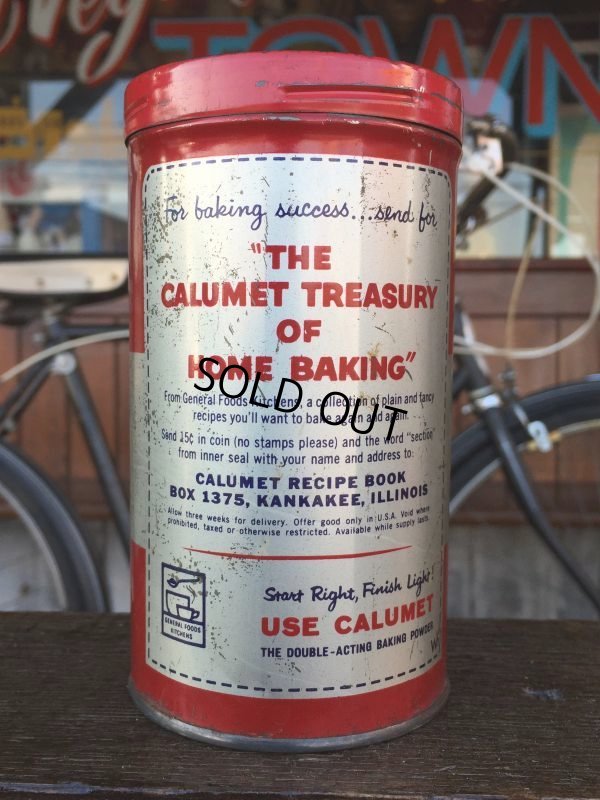 TOWN
For baking success...send for
"THE
CALUMET TREASURY
OF
HOME BAKING"
From General Foods Kitchens, a collection of plain and fancy
recipes you'll want to bake again and again.
SOLD OUT
Send 15¢ in coin (no stamps please) and the word "section"
from inner seal with your name and address to:
CALUMET RECIPE BOOK
BOX 1375, KANKAKEE, ILLINOIS
Allow three weeks for delivery. Offer good only in U.S.A. Void where
prohibited, taxed or otherwise restricted. Available while supply lasts.
GENERAL FOODS
KITCHENS
Start Right, Finish Light!
USE CALUMET
THE DOUBLE-ACTING BAKING POWDER